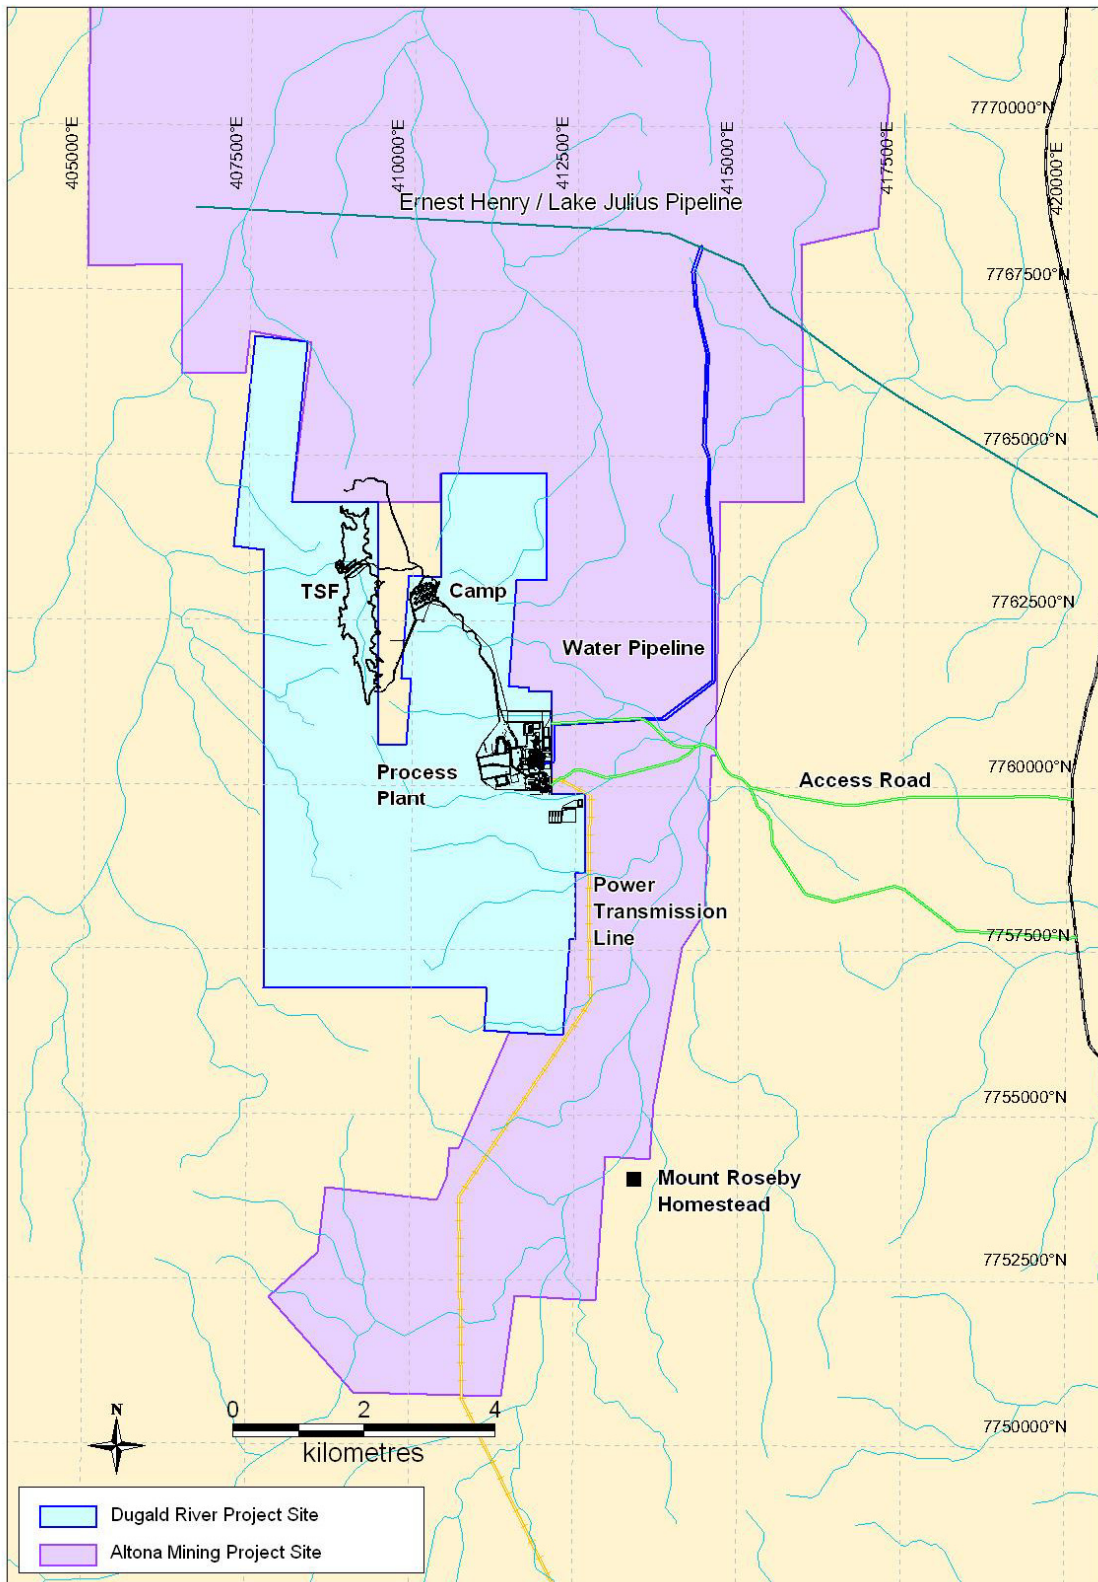 7770000°N
405000°E
407500°E
410000°E
412500°E
415000°E
417500°E
420000°E
Ernest Henry / Lake Julius Pipeline
7767500°N
7765000°N
TSF
Camp
7762500°N
Water Pipeline
Process
Plant
7760000°N
Access Road
Power
Transmission
Line
7757500°N
7755000°N
Mount Roseby
Homestead
7752500°N
N
0 2 4
kilometres
7750000°N
Dugald River Project Site
Altona Mining Project Site